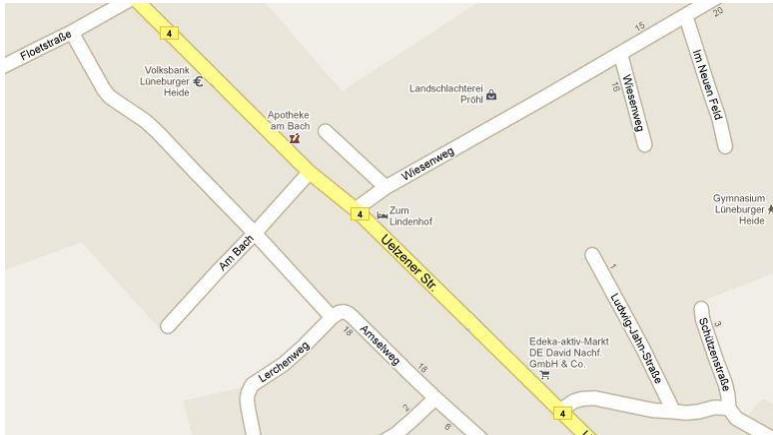 Floetstraße
4
Volksbank
Lüneburger
Heide
Apotheke
am Bach
Landschlachterei
Pröhl
15
20
Wiesenweg
16
Im Neuen Feld
Wiesenweg
4
Zum
Lindenhof
Gymnasium
Lüneburger
Heide
Am Bach
Uelzener Str.
1
Ludwig-Jahn-Straße
3
Schützenstraße
Lerchenweg
18
Amselweg
18
Edeka-aktiv-Markt
DE David Nachf.
GmbH & Co.
2
6
4